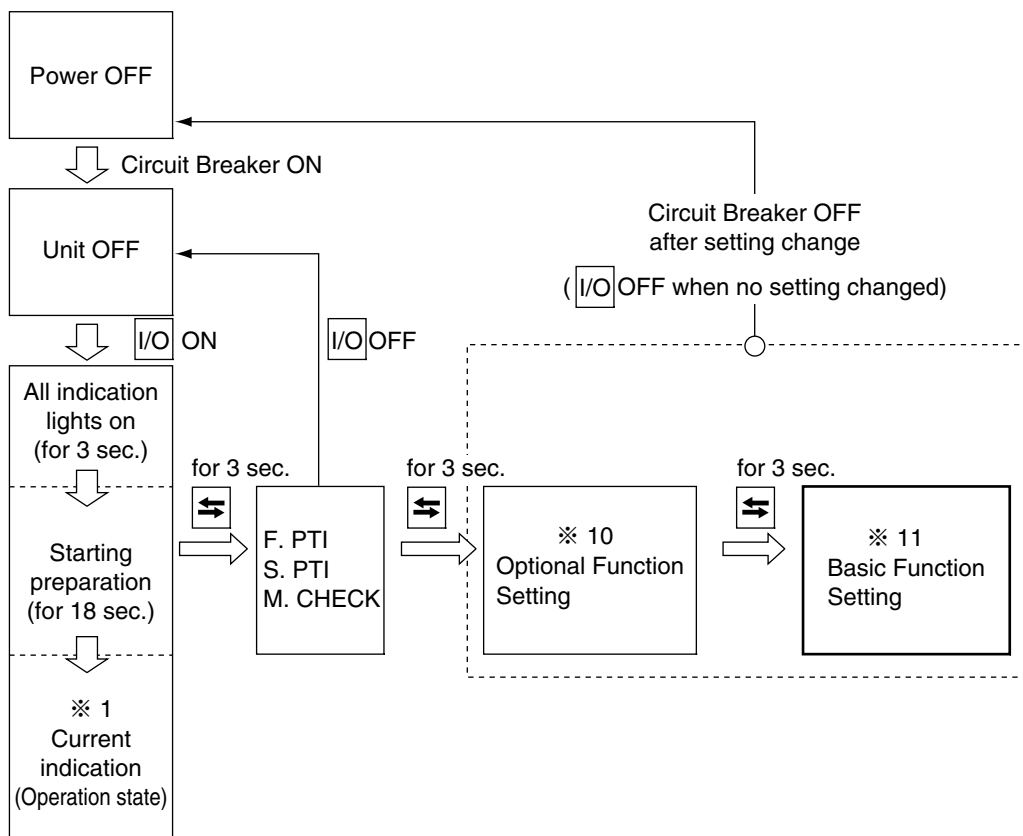 Power OFF
Circuit Breaker ON
Unit OFF
Circuit Breaker OFF
after setting change
( I/O OFF when no setting changed)
I/O ON
I/O OFF
All indication
lights on
(for 3 sec.)
for 3 sec.
for 3 sec.
for 3 sec.
Starting
preparation
(for 18 sec.)
F. PTI
S. PTI
M. CHECK
※ 10
Optional Function
Setting
※ 11
Basic Function
Setting
※ 1
Current
indication
(Operation state)